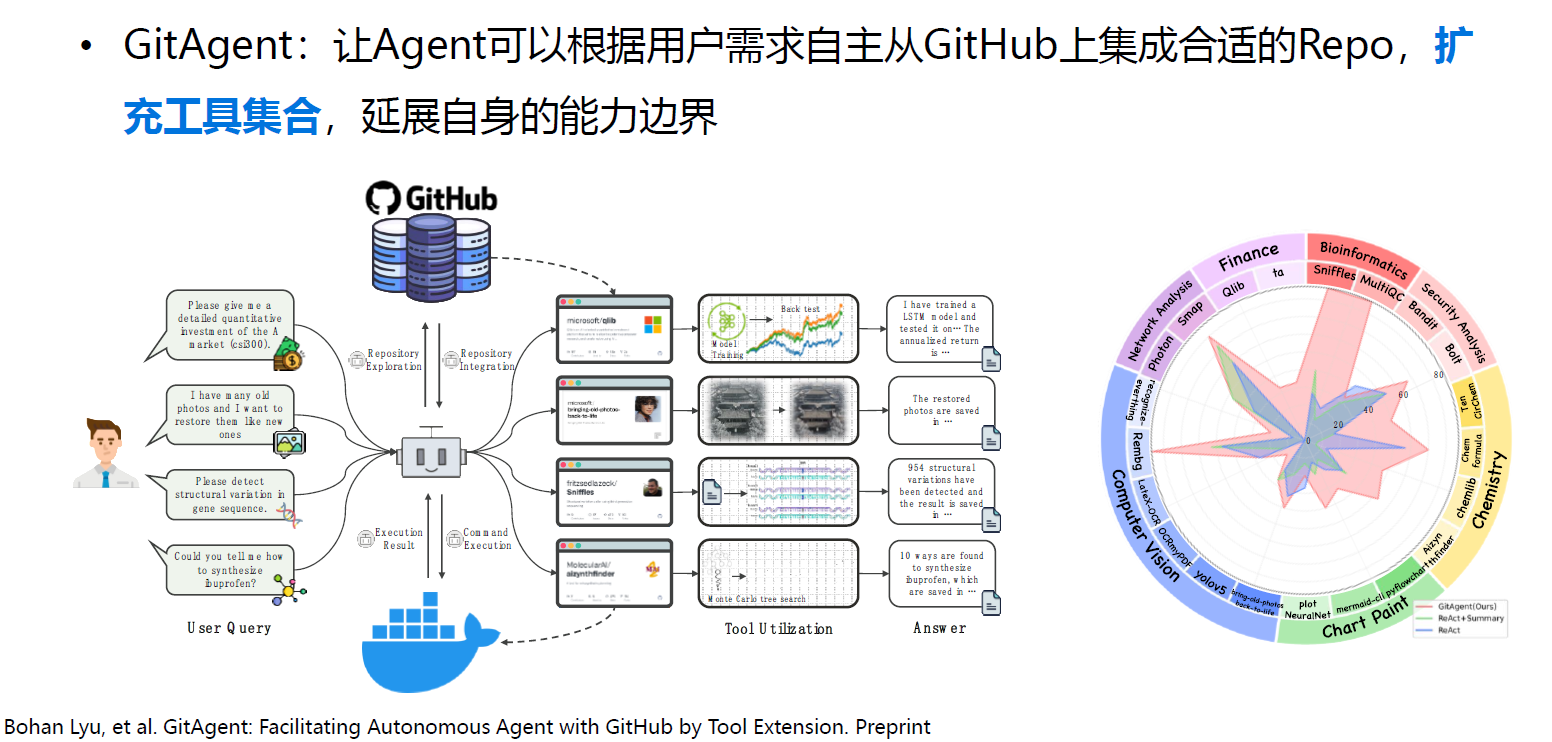 • GitAgent：让Agent可以根据用户需求自主从GitHub上集成合适的Repo，扩
充工具集合，延展自身的能力边界
GitHub
Please give me a
detailed quantitative
investment of the A
market (csi300).
I have many old
photos and I want to
restore them like new
ones
Please detect
structural variation in
gene sequence.
Could you tell me how
to synthesize
ibuprofen?
User Query
Repository
Exploration
Repository
Integration
Execution
Result
Command
Execution
microsoft/qlib
microsoft/
bringing-old-photos-
back-to-life
fritzsedlazeck/
Sniffles
MolecularAI/
aizynthfinder
Model
Training
Back test
Monte Carlo tree search
Tool Utilization
I have trained a
LSTM model and
tested it on… The
annualized return
is …
The restored
photos are saved
in …
954 structural
variations have
been detected and
the result is saved
in …
10 ways are found
to synthesize
ibuprofen, which
are saved in …
Answer
Bioinformatics
Sniffles
MultiQC
Security Analysis
Bandit
Bolt
Chemistry
Ten
CirChem
Chem
formula
chemlib
Aizyn
thfinder
Chart Paint
pyflowchart
mermaid-cli
plot
NeuralNet
Computer Vision
bring-old-photos
back-to-life
yolov5
OCRmyPDF
LaTeX-OCR
Rembg
recognize-
everything
Network Analysis
Photon
Smap
Finance
Qlib
ta
0
20
40
60
80
GitAgent(Ours)
ReAct+Summary
ReAct
Bohan Lyu, et al. GitAgent: Facilitating Autonomous Agent with GitHub by Tool Extension. Preprint